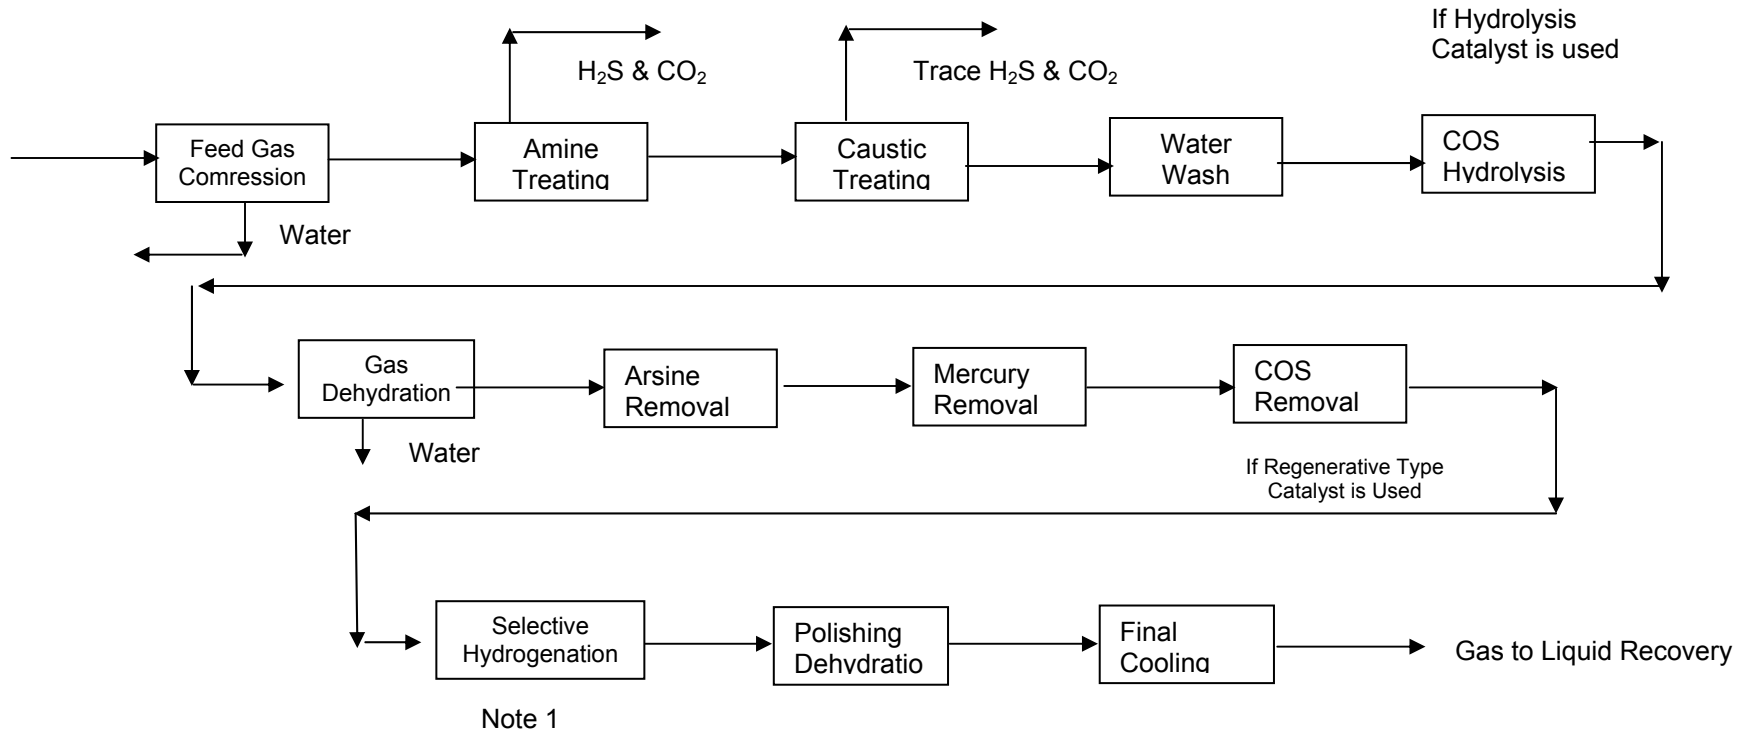 If Hydrolysis
Catalyst is used
H₂S & CO₂
Trace H₂S & CO₂
Feed Gas
Comression
Amine
Treating
Caustic
Treating
Water
Wash
COS
Hydrolysis
Water
Gas
Dehydration
Arsine
Removal
Mercury
Removal
COS
Removal
Water
If Regenerative Type
Catalyst is Used
Selective
Hydrogenation
Polishing
Dehydratio
Final
Cooling
Gas to Liquid Recovery
Note 1